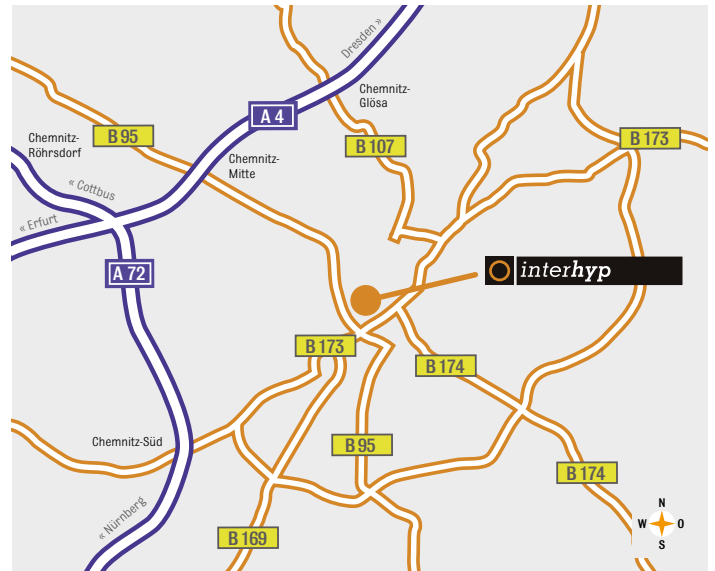 Dresden »
Chemnitz-
Glösa
A 4
B 95
Chemnitz-
Röhrsdorf
B 107
B 173
Chemnitz-
Mitte
« Cottbus
« Erfurt
A 72
interhyp
B 173
B 174
Chemnitz-Süd
B 95
B 174
« Nürnberg
B 169
N
W O
S